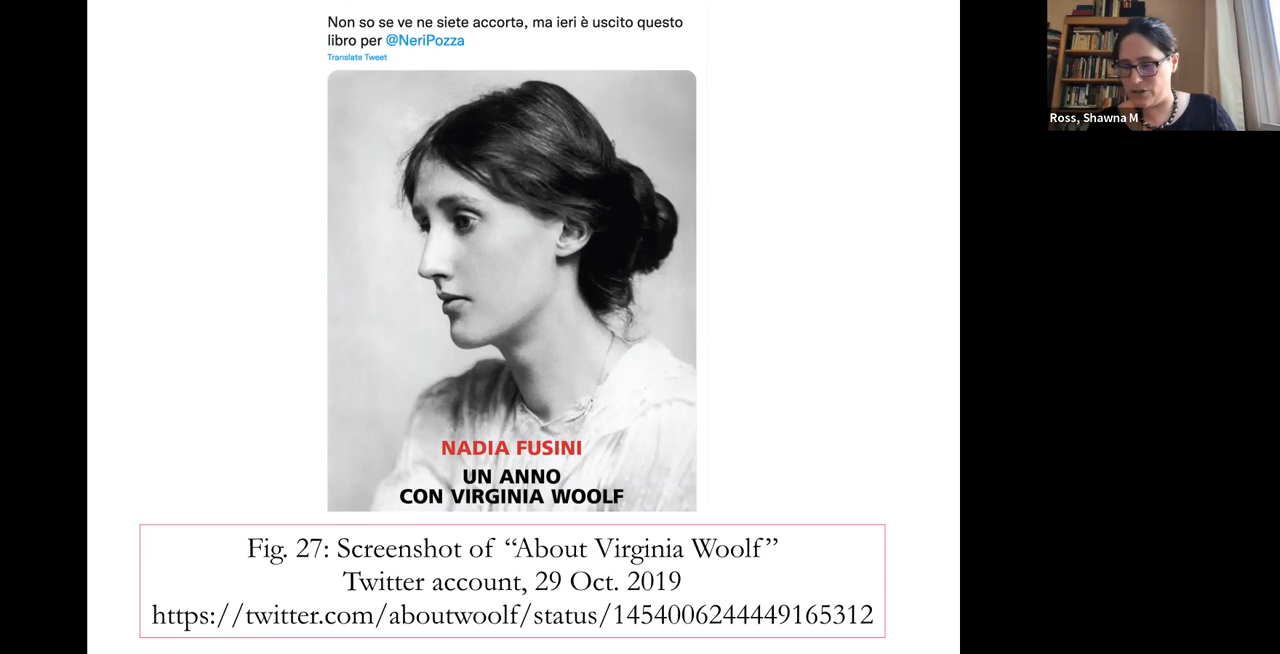 Non so se ve ne siete accortə, ma ieri è uscito questo
libro per @NeriPozza
Translate Tweet
NADIA FUSINI
UN ANNO
CON VIRGINIA WOOLF
Fig. 27: Screenshot of “About Virginia Woolf”
Twitter account, 29 Oct. 2019
https://twitter.com/aboutwoolf/status/1454006244449165312
Ross, Shawna M